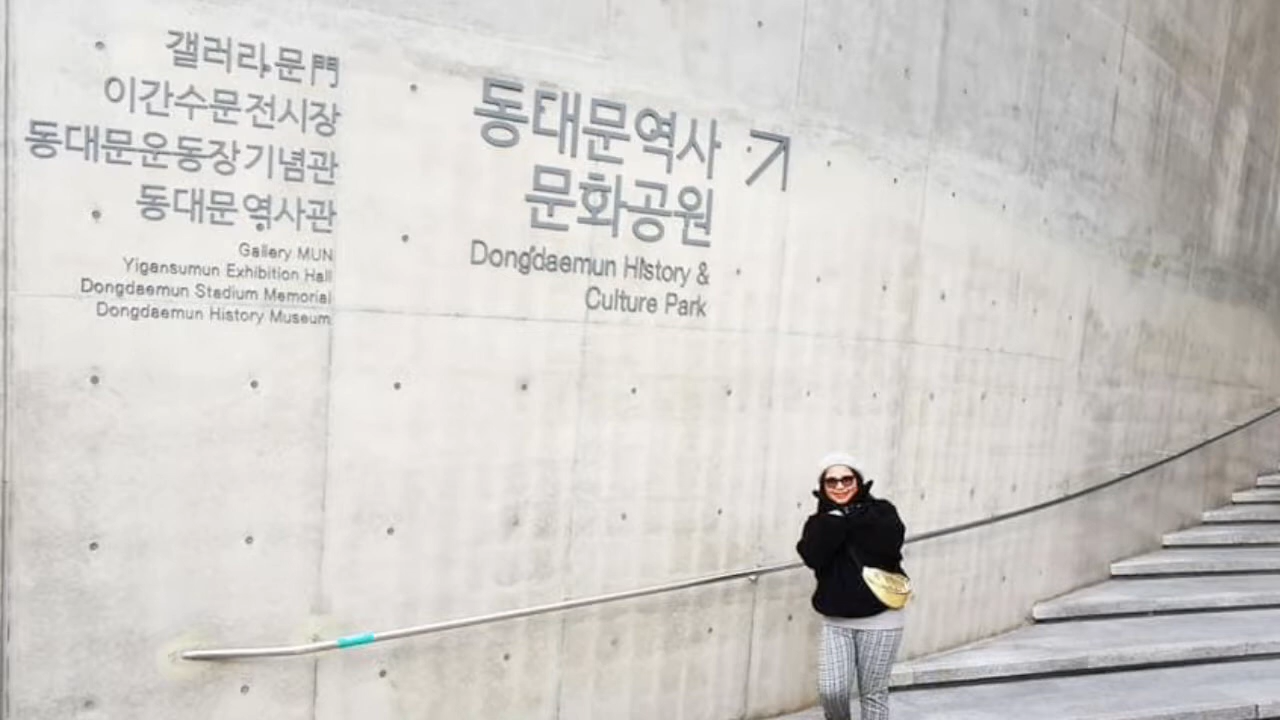 갤러리문門
이간수문전시장
동대문운동장기념관
동대문역사관
Gallery MUN
Yigansumun Exhibition Hall
Dongdaemun Stadium Memorial
Dongdaemun History Museum
동대문역사
문화공원
Dongdaemun History &
Culture Park